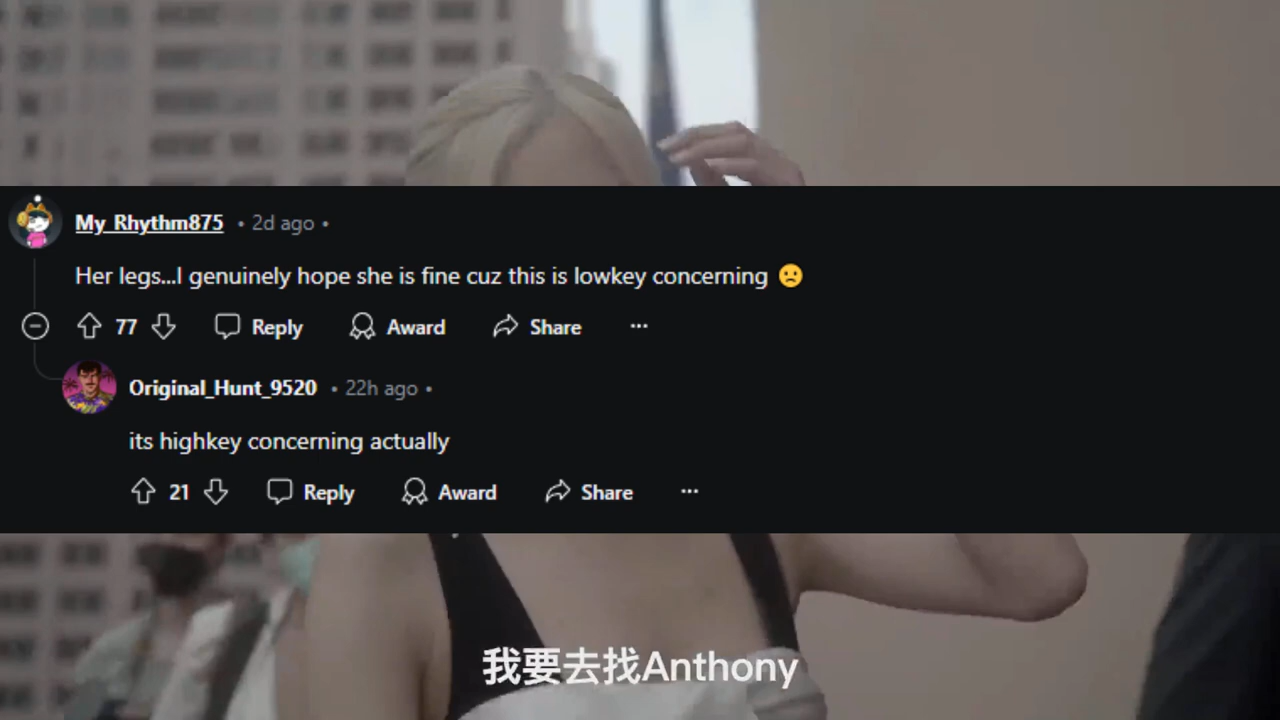 My_Rhythm875 • 2d ago •
Her legs...I genuinely hope she is fine cuz this is lowkey concerning 🙁
77 Reply Award Share ···
Original_Hunt_9520 • 22h ago •
its highkey concerning actually
21 Reply Award Share ···
我要去找Anthony